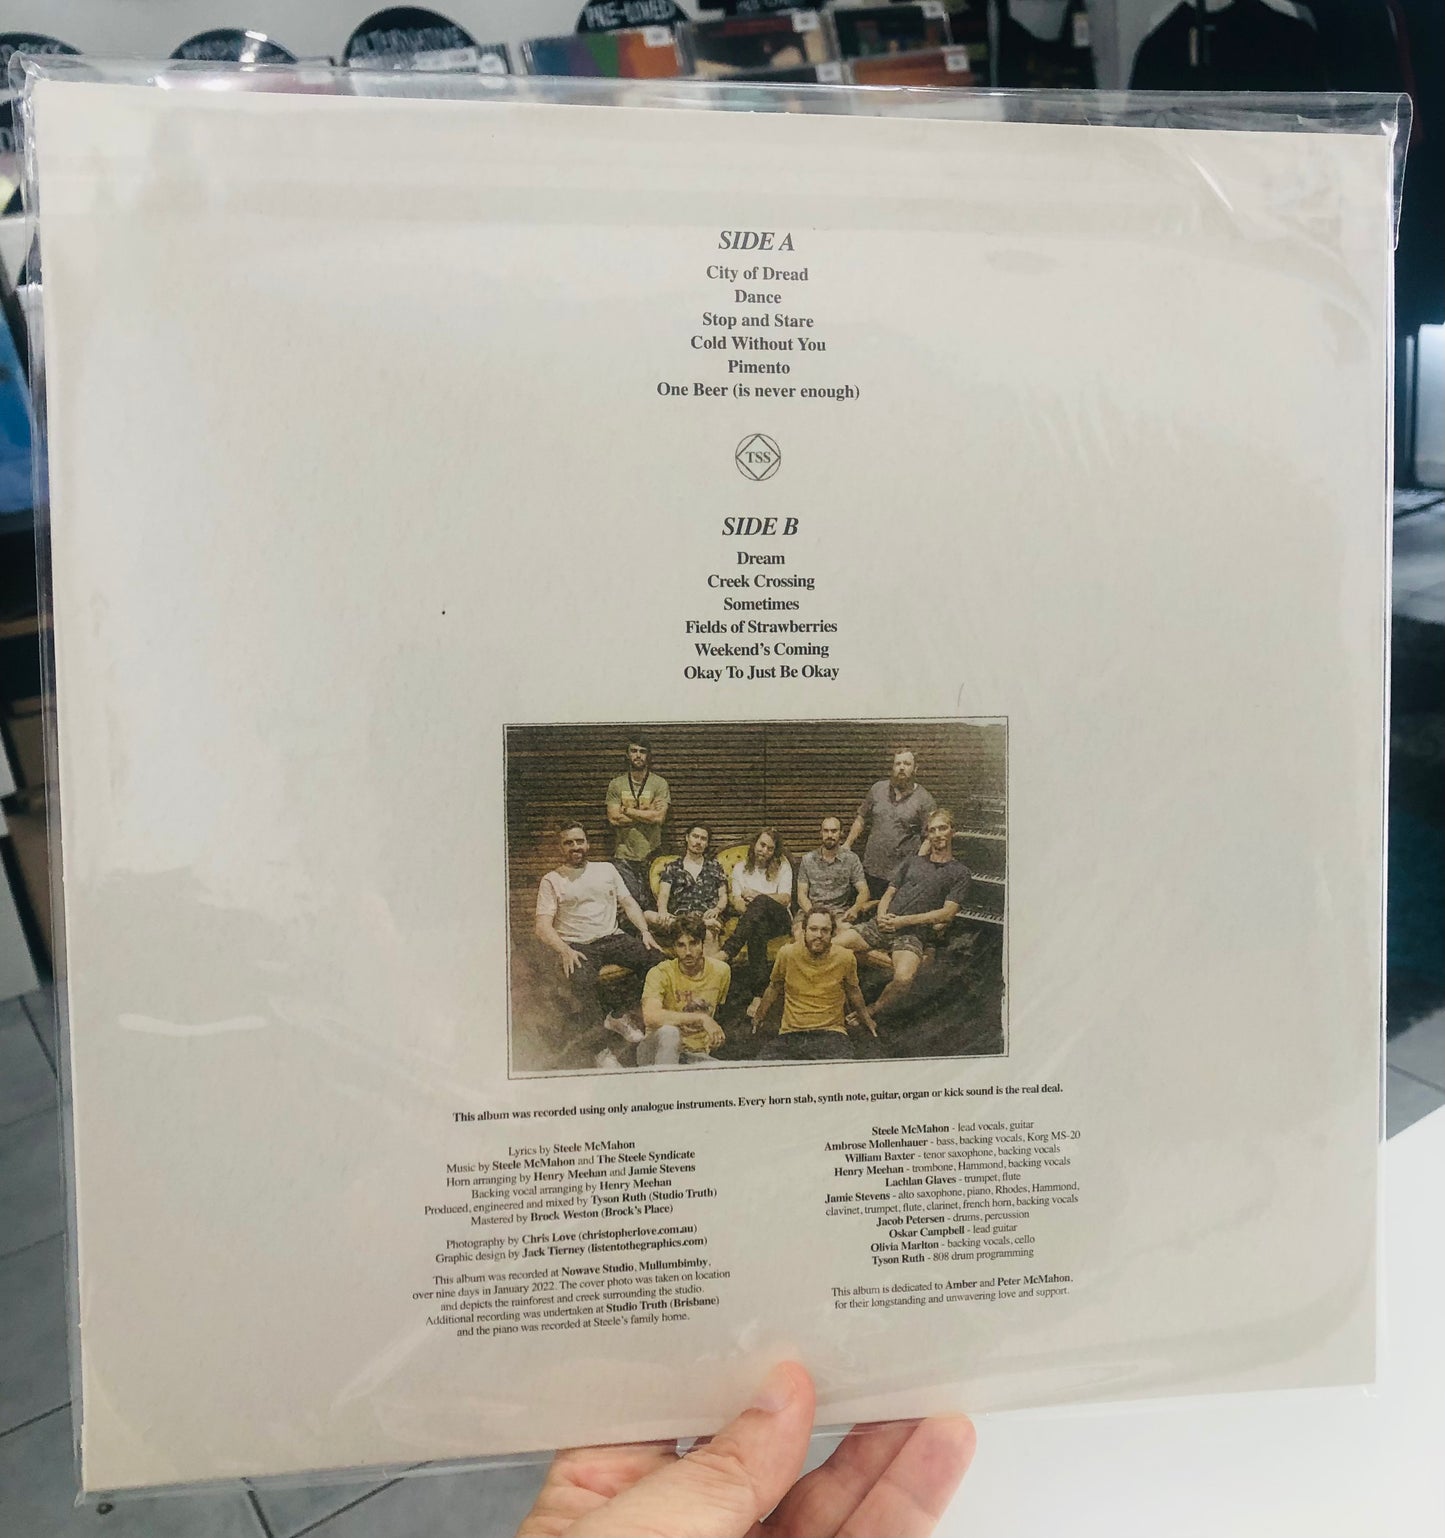 PRE-LOVED
ALTERNATIVE
SIDE A
City of Dread
Dance
Stop and Stare
Cold Without You
Pimento
One Beer (is never enough)
TSS
SIDE B
Dream
Creek Crossing
Sometimes
Fields of Strawberries
Weekend's Coming
Okay To Just Be Okay
This album was recorded using only analogue instruments. Every horn stab, synth note, guitar, organ or kick sound is the real deal.
Lyrics by Steele McMahon
Music by Steele McMahon and The Steele Syndicate
Horn arranging by Henry Meehan and Jamie Stevens
Backing vocal arranging by Henry Meehan
Produced, engineered and mixed by Tyson Ruth (Studio Truth)
Mastered by Brock Weston (Brock's Place)
Photography by Chris Love (christopherlove.com.au)
Graphic design by Jack Tierney (listentothegraphics.com)
This album was recorded at Nowave Studio, Mullumbimby,
over nine days in January 2022. The cover photo was taken on location
and depicts the rainforest and creek surrounding the studio.
Additional recording was undertaken at Studio Truth (Brisbane)
and the piano was recorded at Steele's family home.
Steele McMahon - lead vocals, guitar
Ambrose Mollenhauer - bass, backing vocals, Korg MS-20
William Baxter - tenor saxophone, backing vocals
Henry Meehan - trombone, Hammond, backing vocals
Lachlan Glaves - trumpet, flute
Jamie Stevens - alto saxophone, piano, Rhodes, Hammond,
clavinet, trumpet, flute, clarinet, french horn, backing vocals
Jacob Petersen - drums, percussion
Oskar Campbell - lead guitar
Olivia Marlton - backing vocals, cello
Tyson Ruth - 808 drum programming
This album is dedicated to Amber and Peter McMahon,
for their longstanding and unwavering love and support.